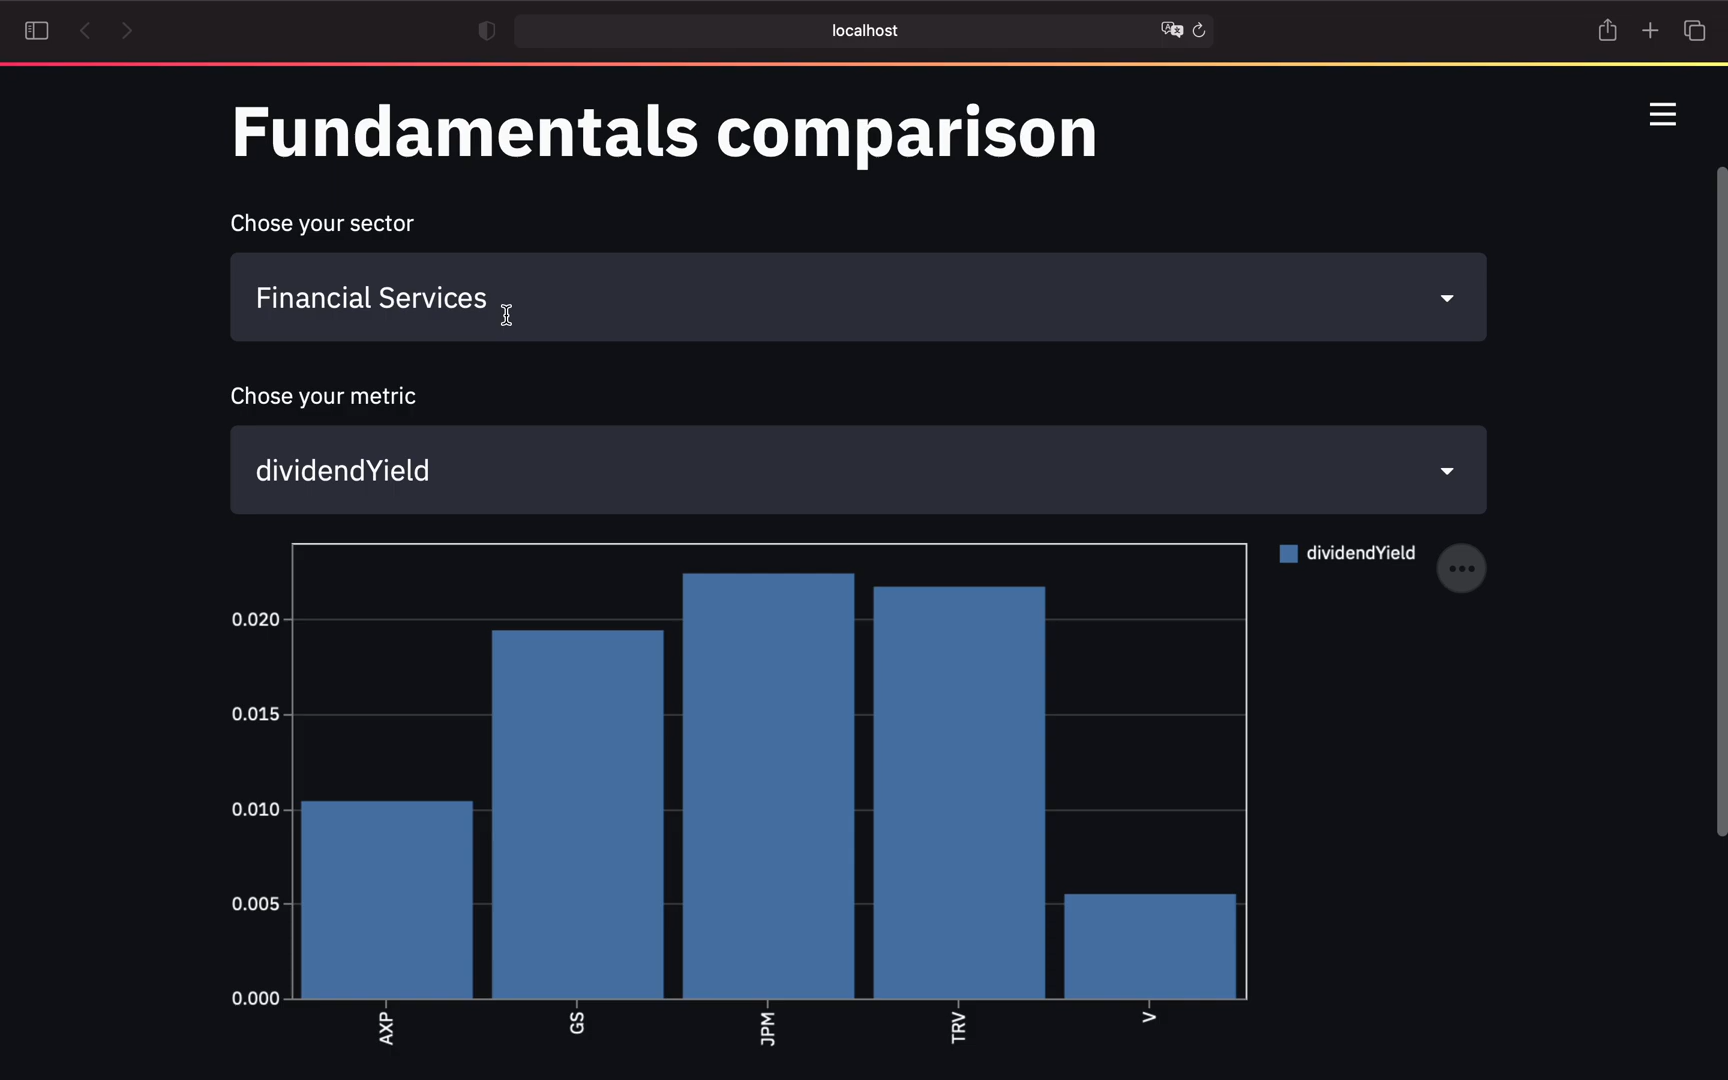 localhost
Fundamentals comparison
Chose your sector
Financial Services
Chose your metric
dividendYield
dividendYield
0.020
0.015
0.010
0.005
0.000
AXP
GS
JPM
TRV
V